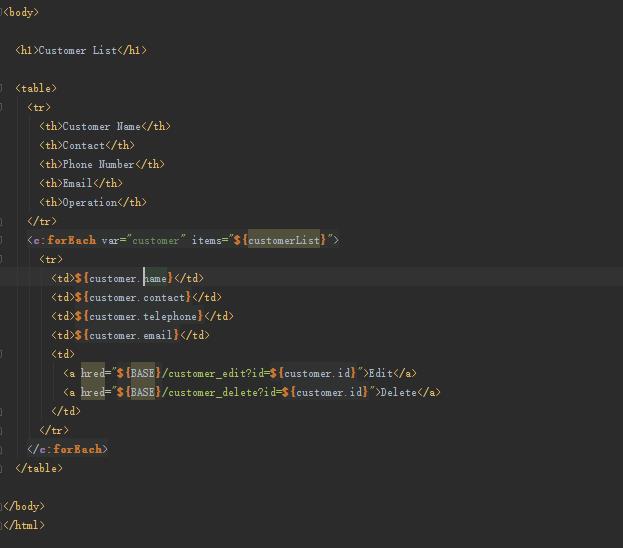 <body>
<h1>Customer List</h1>
<table>
<tr>
<th>Customer Name</th>
<th>Contact</th>
<th>Phone Number</th>
<th>Email</th>
<th>Operation</th>
</tr>
<c:forEach var="customer" items="${customerList}">
<tr>
<td>${customer.name}</td>
<td>${customer.contact}</td>
<td>${customer.telephone}</td>
<td>${customer.email}</td>
<td>
<a hred="${BASE}/customer_edit?id=${customer.id}">Edit</a>
<a hred="${BASE}/customer_delete?id=${customer.id}">Delete</a>
</td>
</tr>
</c:forEach>
</table>
</body>
</html>